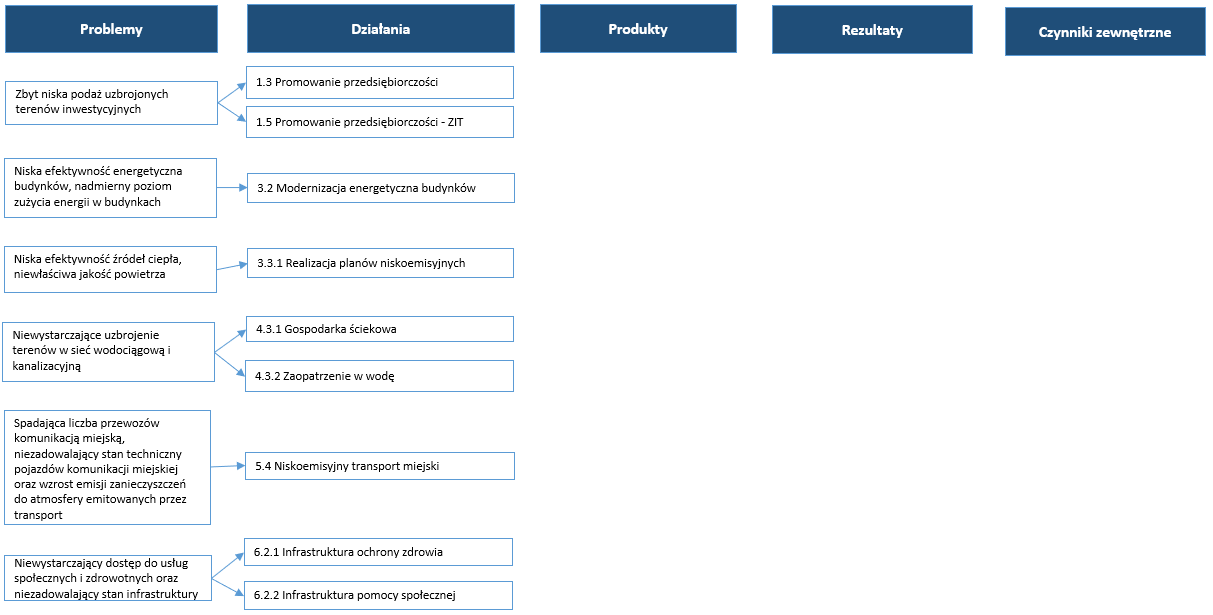 Problemy
Działania
Produkty
Rezultaty
Czynniki zewnętrzne
Zbyt niska podaż uzbrojonych
terenów inwestycyjnych
1.3 Promowanie przedsiębiorczości
1.5 Promowanie przedsiębiorczości - ZIT
Niska efektywność energetyczna
budynków, nadmierny poziom
zużycia energii w budynkach
3.2 Modernizacja energetyczna budynków
Niska efektywność źródeł ciepła,
niewłaściwa jakość powietrza
3.3.1 Realizacja planów niskoemisyjnych
Niewystarczające uzbrojenie
terenów w sieć wodociągową i
kanalizacyjną
4.3.1 Gospodarka ściekowa
4.3.2 Zaopatrzenie w wodę
Spadająca liczba przewozów
komunikacją miejską,
niezadowalający stan techniczny
pojazdów komunikacji miejskiej
oraz wzrost emisji zanieczyszczeń
do atmosfery emitowanych przez
transport
5.4 Niskoemisyjny transport miejski
Niewystarczający dostęp do usług
społecznych i zdrowotnych oraz
niezadowalający stan infrastruktury
6.2.1 Infrastruktura ochrony zdrowia
6.2.2 Infrastruktura pomocy społecznej